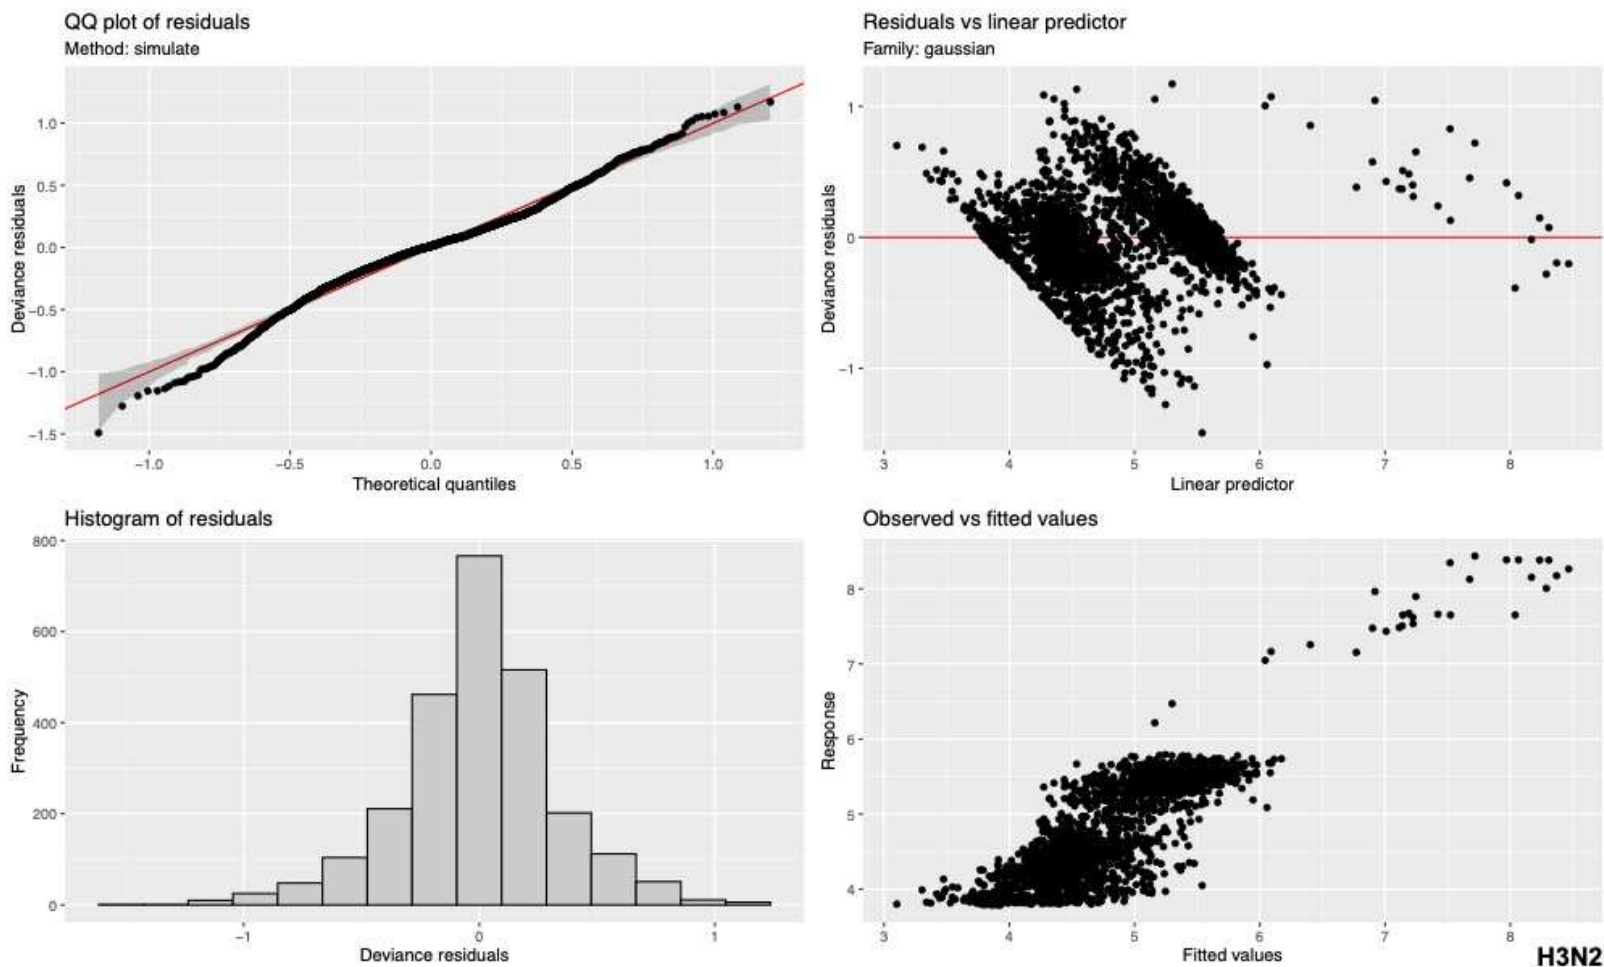 QQ plot of residuals
Method: simulate
Deviance residuals
1.0
0.5
0.0
−0.5
−1.0
−1.5
−1.0 −0.5 0.0 0.5 1.0
Theoretical quantiles
Residuals vs linear predictor
Family: gaussian
Deviance residuals
1
0
−1
3 4 5 6 7 8
Linear predictor
Histogram of residuals
Frequency
800
600
400
200
0
−1 0 1
Deviance residuals
Observed vs fitted values
Response
8
7
6
5
4
3 4 5 6 7 8
Fitted values
H3N2